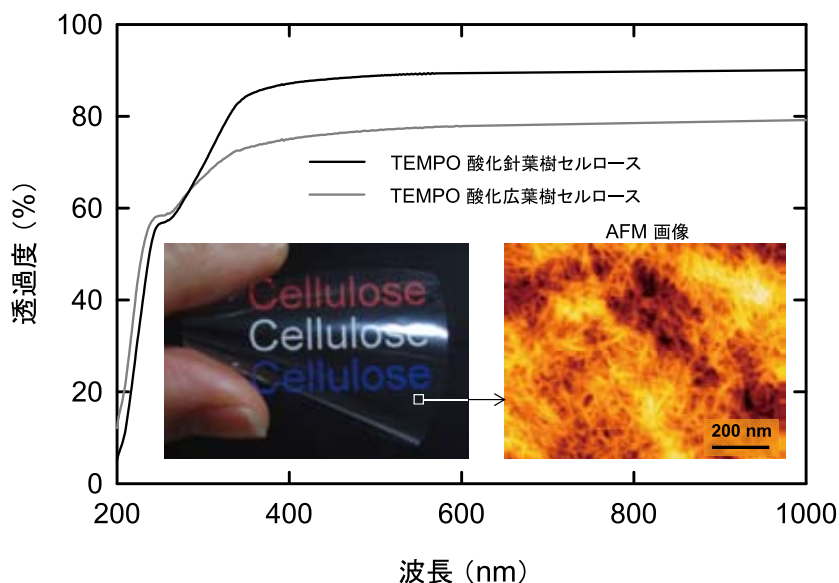 100
80
60
40
20
0
透過度 (%)
TEMPO 酸化針葉樹セルロース
TEMPO 酸化広葉樹セルロース
AFM 画像
Cellulose
Cellulose
Cellulose
200 nm
200
400
600
800
1000
波長 (nm)